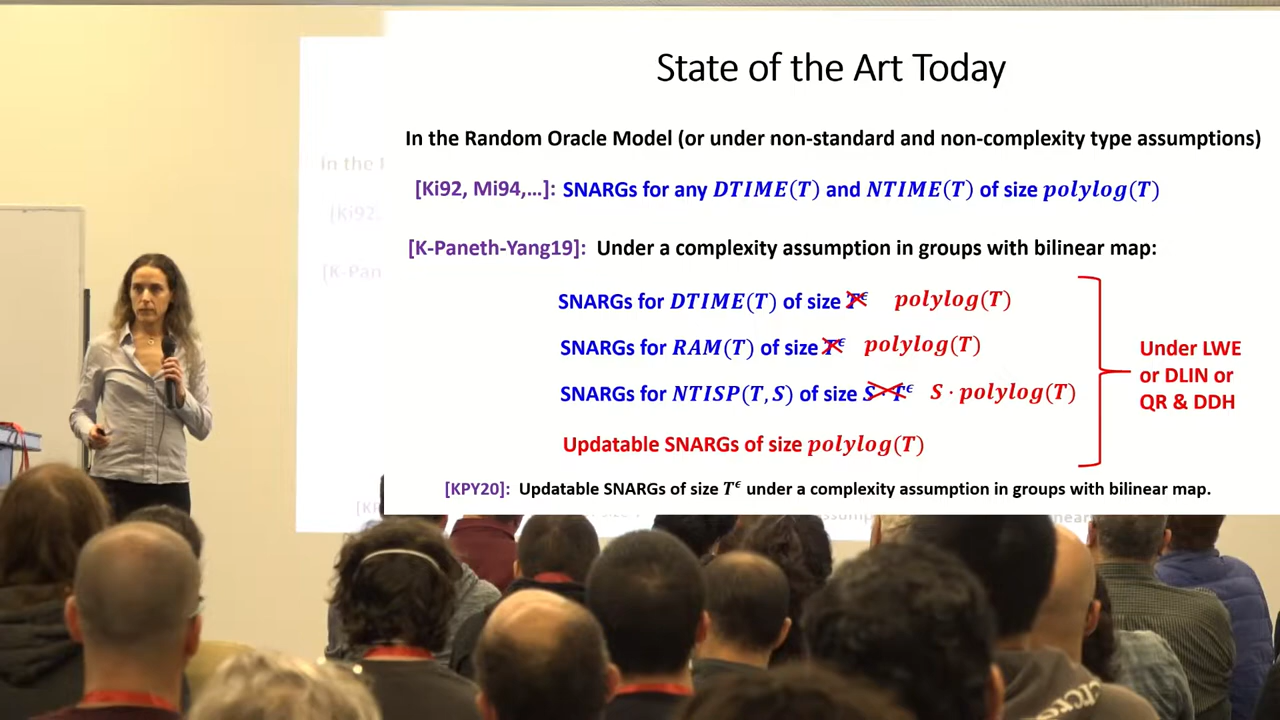 State of the Art Today
In the Random Oracle Model (or under non-standard and non-complexity type assumptions)
[Ki92, Mi94,...]: SNARGs for any DTIME(T) and NTIME(T) of size polylog(T)
[K-Paneth-Yang19]: Under a complexity assumption in groups with bilinear map:
SNARGs for DTIME(T) of size T^ϵ polylog(T)
SNARGs for RAM(T) of size T^ϵ polylog(T)
SNARGs for NTISP(T, S) of size S · T^ϵ S · polylog(T)
Updatable SNARGs of size polylog(T)
Under LWE
or DLIN or
QR & DDH
[KPY20]: Updatable SNARGs of size T^ϵ under a complexity assumption in groups with bilinear map.
In the
[Ki92,
[K-Pan